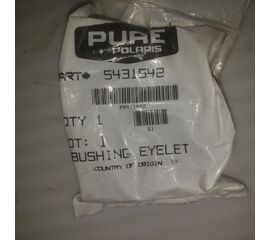 PURE
POLARIS
ART# 5431542
QTY 1
OT: 1
BUSHING EYELET
COUNTRY OF ORIGIN